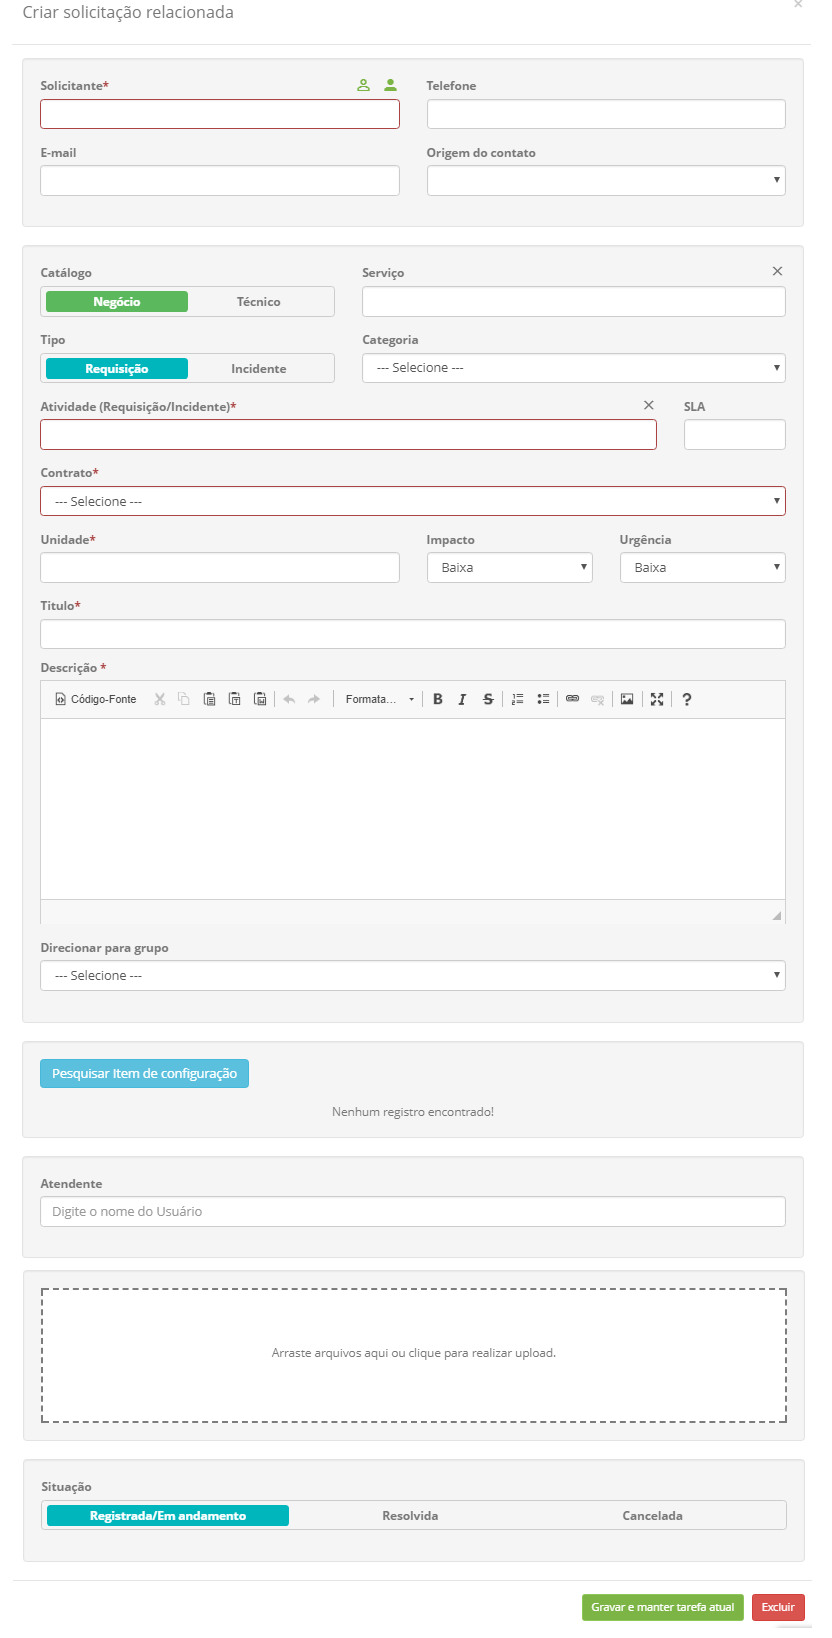 Criar solicitação relacionada
×
Solicitante*
Telefone
E-mail
Origem do contato
Catálogo
Serviço
Negócio Técnico
Tipo
Categoria
Requisição Incidente
--- Selecione ---
Atividade (Requisição/Incidente)*
SLA
Contrato*
--- Selecione ---
Unidade*
Impacto
Urgência
Baixa
Baixa
Titulo*
Descrição *
Código-Fonte Formata... B I S ?
Direcionar para grupo
--- Selecione ---
Pesquisar Item de configuração
Nenhum registro encontrado!
Atendente
Digite o nome do Usuário
Arraste arquivos aqui ou clique para realizar upload.
Situação
Registrada/Em andamento Resolvida Cancelada
Gravar e manter tarefa atual Excluir